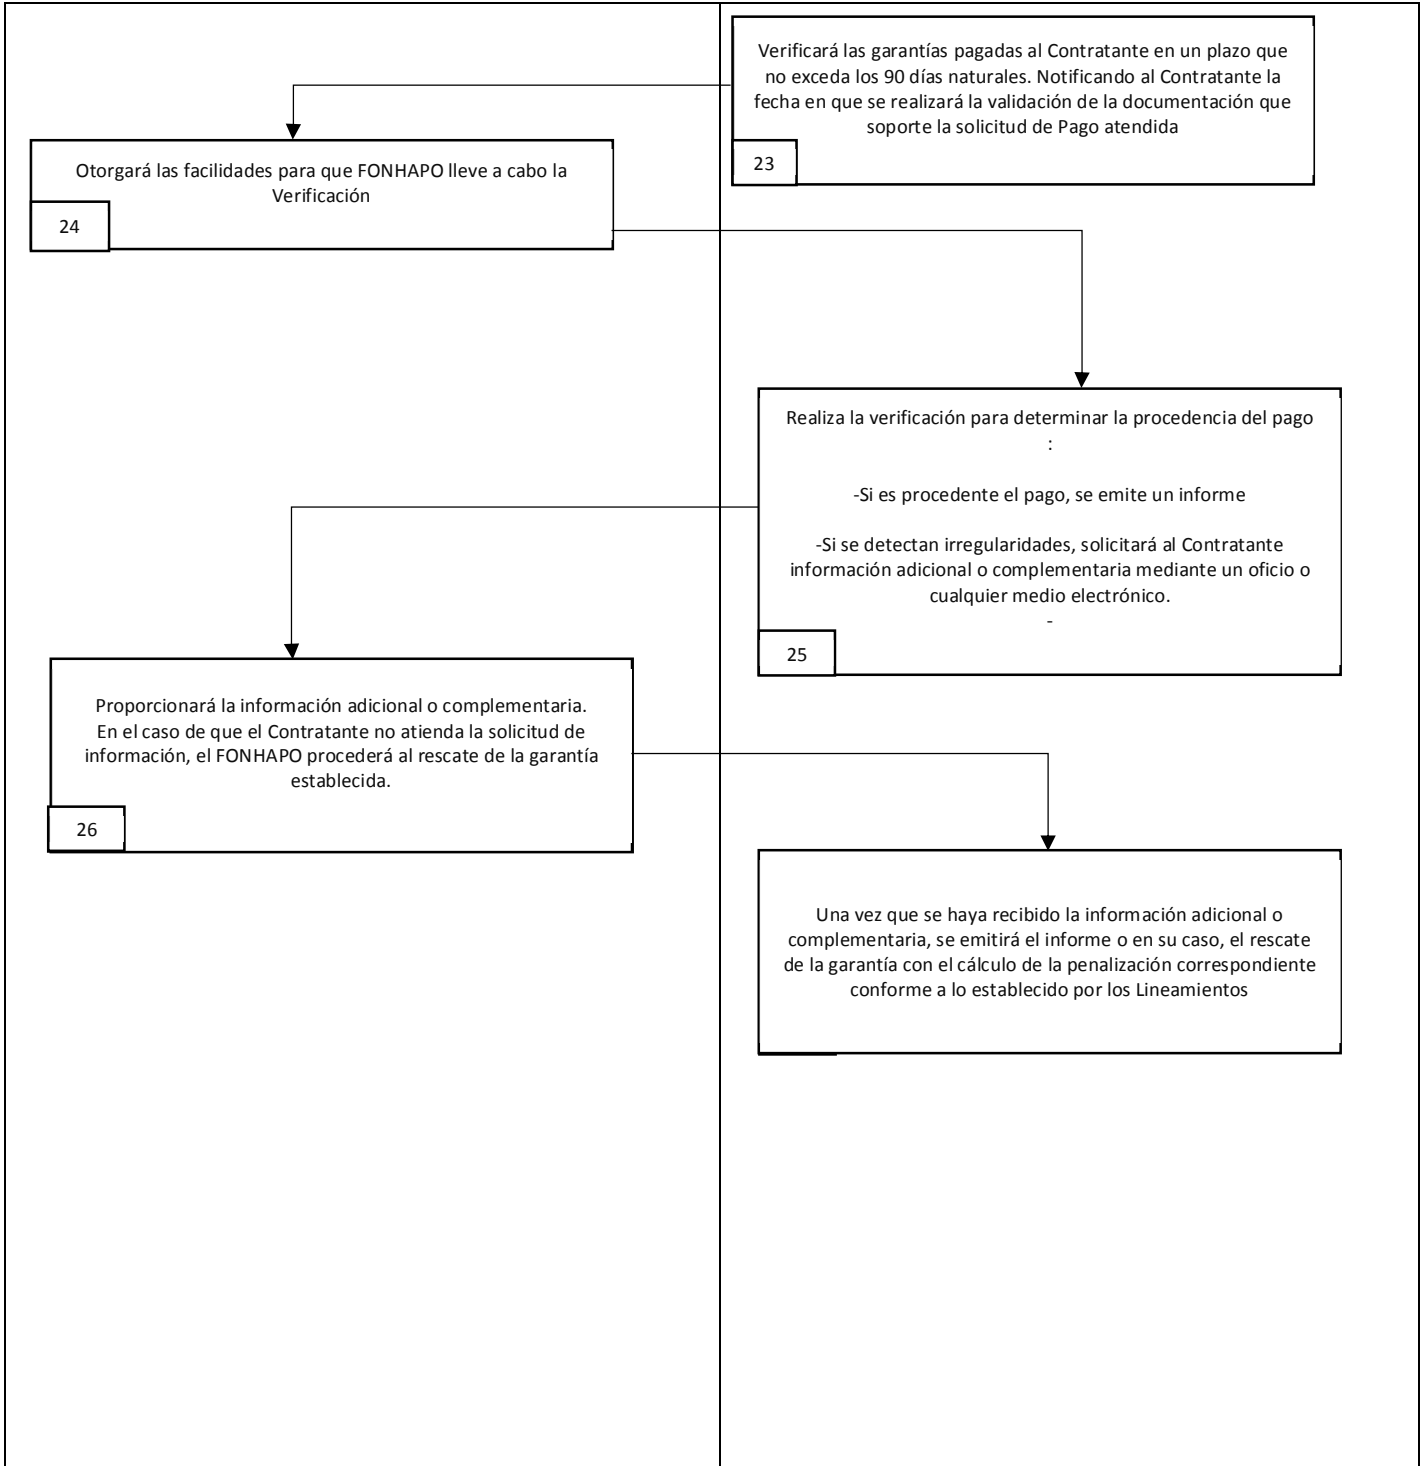 Verificará las garantías pagadas al Contratante en un plazo que
no exceda los 90 días naturales. Notificando al Contratante la
fecha en que se realizará la validación de la documentación que
soporte la solicitud de Pago atendida
23
Otorgará las facilidades para que FONHAPO lleve a cabo la
Verificación
24
Realiza la verificación para determinar la procedencia del pago
:
-Si es procedente el pago, se emite un informe
-Si se detectan irregularidades, solicitará al Contratante
información adicional o complementaria mediante un oficio o
cualquier medio electrónico.
-
25
Proporcionará la información adicional o complementaria.
En el caso de que el Contratante no atienda la solicitud de
información, el FONHAPO procederá al rescate de la garantía
establecida.
26
Una vez que se haya recibido la información adicional o
complementaria, se emitirá el informe o en su caso, el rescate
de la garantía con el cálculo de la penalización correspondiente
conforme a lo establecido por los Lineamientos